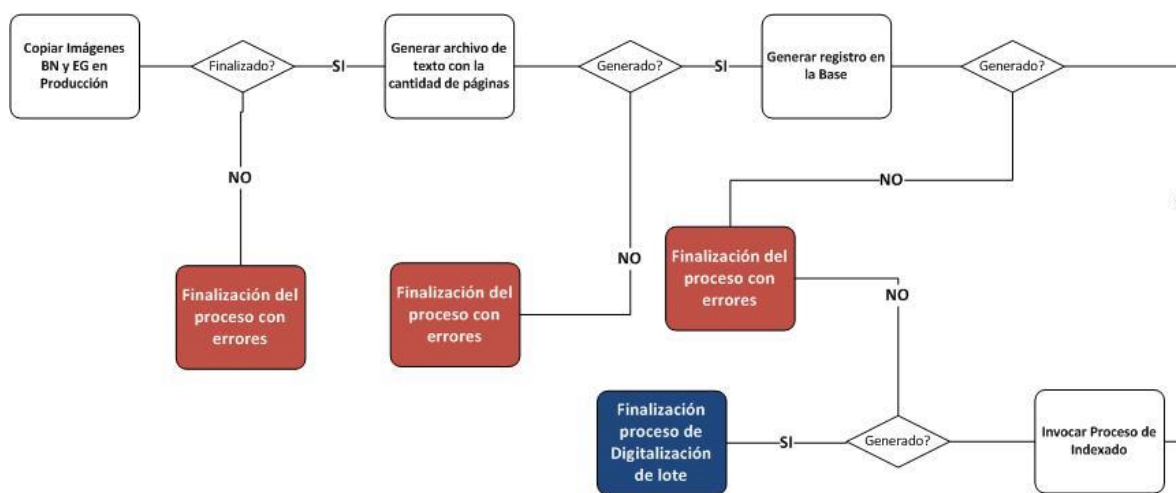 Copiar Imágenes
BN y EG en
Producción
Finalizado?
SI
Generar archivo de
texto con la
cantidad de páginas
Generado?
SI
Generar registro en
la Base
Generado?
NO
NO
NO
Finalización del
proceso con
errores
Finalización del
proceso con
errores
Finalización del
proceso con
errores
NO
Finalización
proceso de
Digitalización
de lote
SI
Generado?
Invocar Proceso de
Indexado